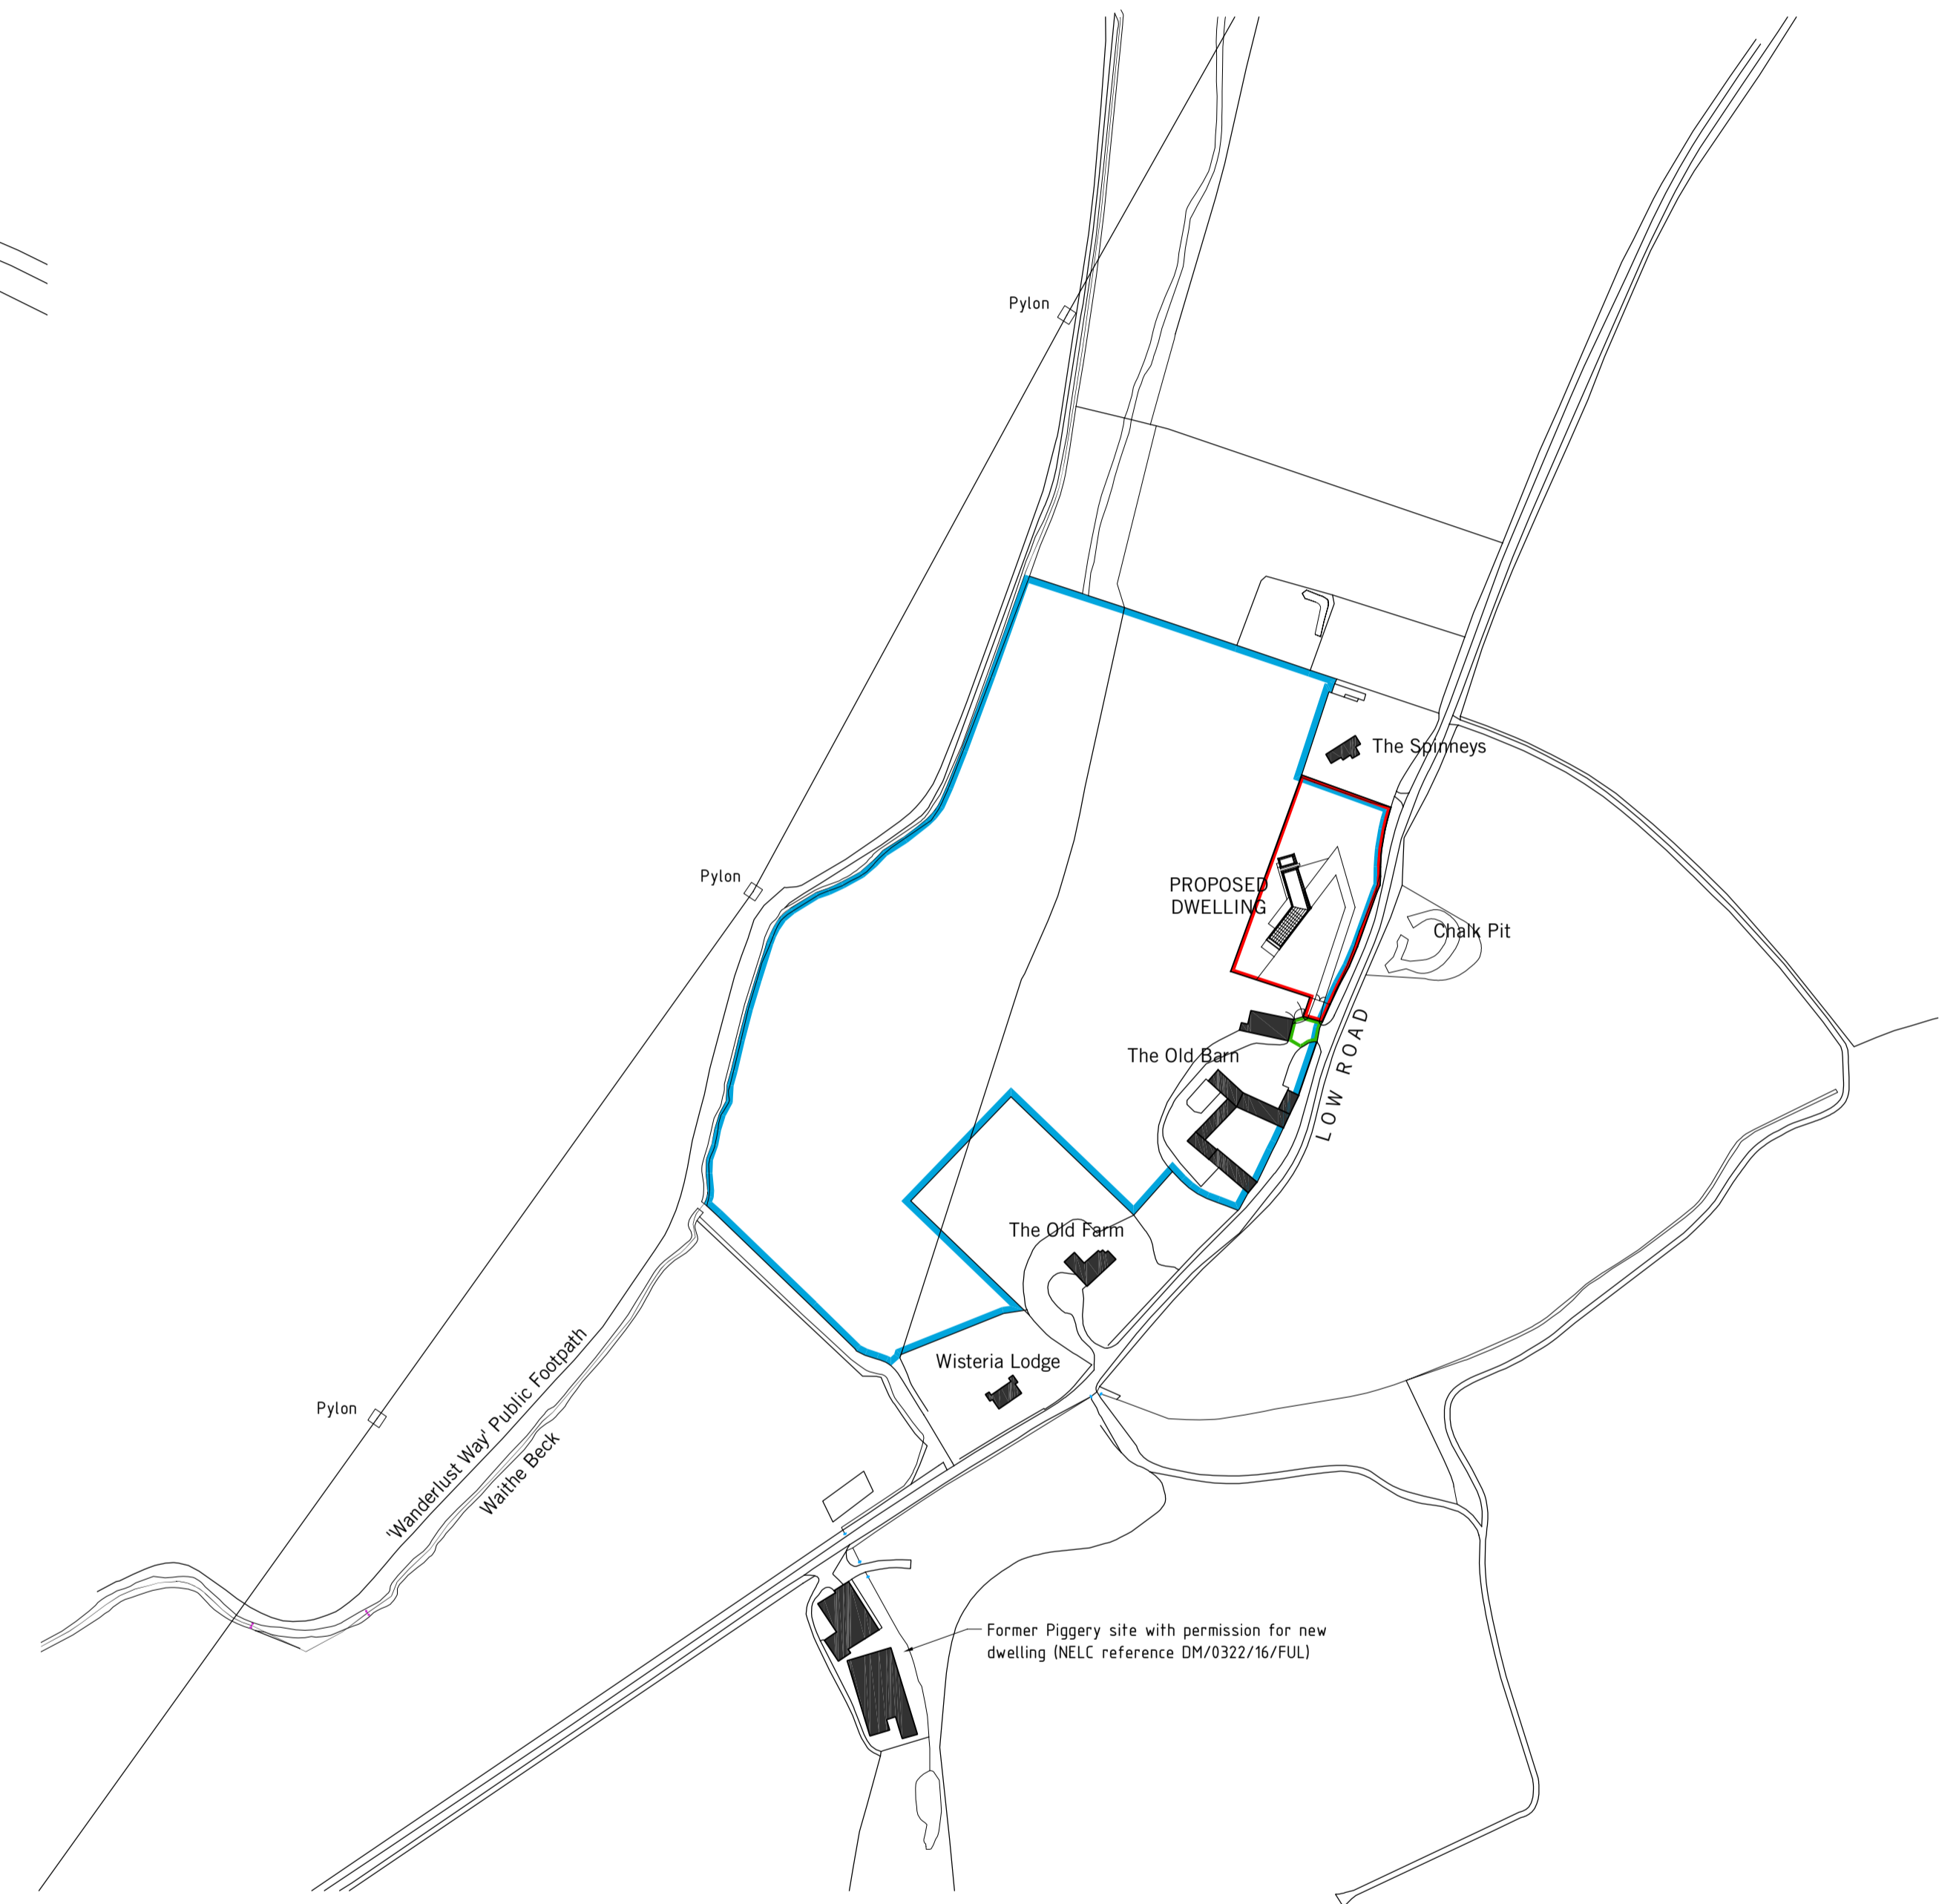 Pylon
The Spinneys
Pylon
PROPOSED
DWELLING
Chalk Pit
The Old Barn
LOW ROAD
The Old Farm
Wisteria Lodge
Pylon
'Wanderlust Way' Public Footpath
Waithe Beck
Former Piggery site with permission for new
dwelling (NELC reference DM/0322/16/FUL)